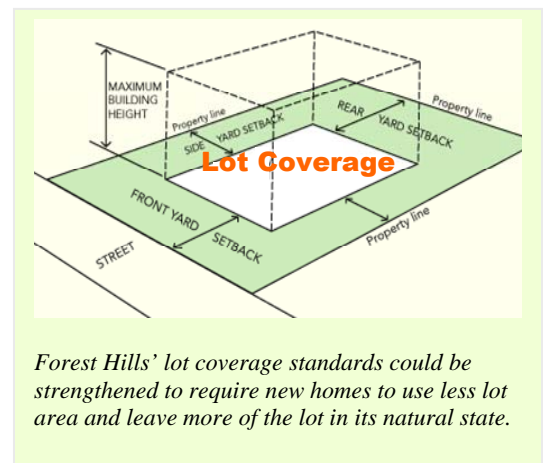 MAXIMUM
BUILDING
HEIGHT
Property line
SIDE YARD SETBACK
REAR YARD SETBACK
Property line
Lot Coverage
FRONT YARD SETBACK
Property line
STREET
Forest Hills’ lot coverage standards could be
strengthened to require new homes to use less lot
area and leave more of the lot in its natural state.